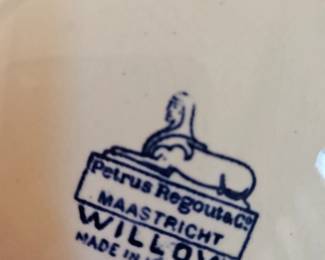 Petrus Regout & Co.
MAASTRICHT
WILLOW
MADE IN